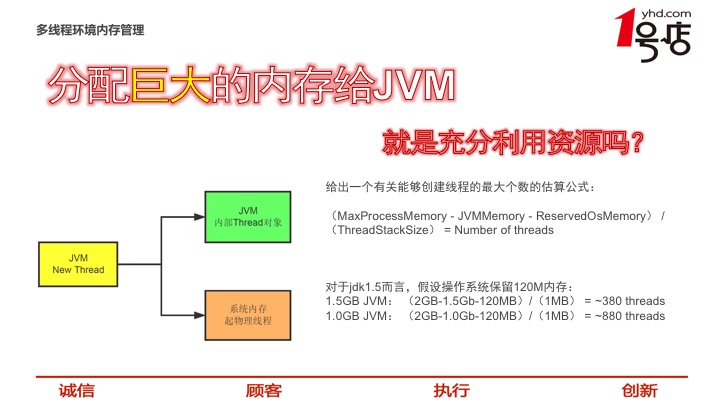 多线程环境内存管理
yhd.com
1号店
分配巨大的内存给JVM
就是充分利用资源吗？
给出一个有关能够创建线程的最大个数的估算公式：
（MaxProcessMemory - JVMMemory - ReservedOsMemory） /
（ThreadStackSize） = Number of threads
JVM
内部Thread对象
JVM
New Thread
系统内存
起物理线程
对于jdk1.5而言，假设操作系统保留120M内存：
1.5GB JVM： （2GB-1.5Gb-120MB）/（1MB） = ~380 threads
1.0GB JVM： （2GB-1.0Gb-120MB）/（1MB） = ~880 threads
诚信
顾客
执行
创新